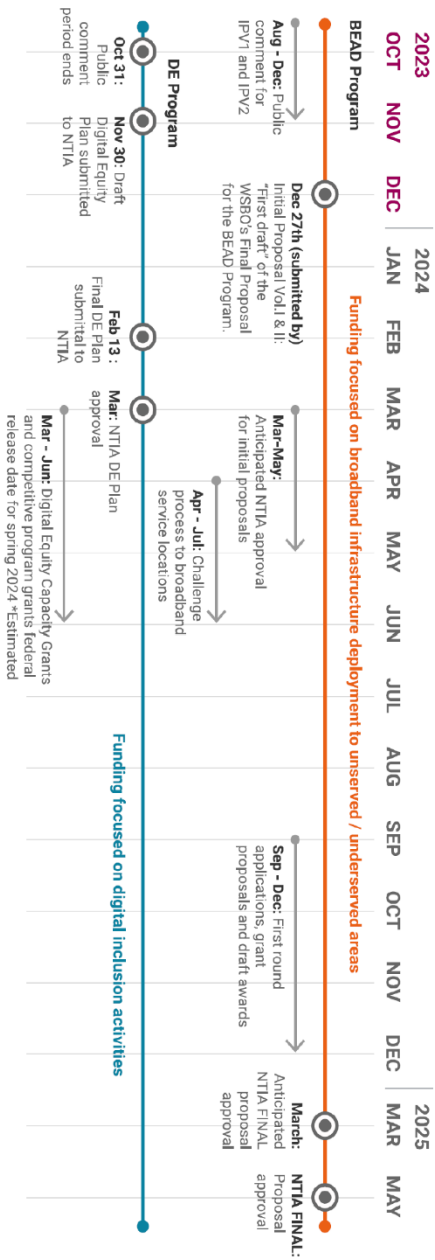 2023
2024
2025
OCT
NOV
DEC
JAN
FEB
MAR
APR
MAY
JUN
JUL
AUG
SEP
OCT
NOV
DEC
MAR
MAY
Funding focused on broadband infrastructure deployment to unserved / underserved areas
BEAD Program
Aug - Dec: Public
comment for
IPV1 and IPV2
Dec 27th (submitted by)
Initial Proposal Vol.I & II:
"First draft" of the
WSBO's Final Proposal
for the BEAD Program.
Mar-May:
Anticipated NTIA approval
for initial proposals
Apr - Jul: Challenge
process to broadband
service locations
Sep - Dec: First round
applications, grant
proposals and draft awards
March:
Anticipated
NTIA FINAL
proposal
approval
NTIA FINAL:
Proposal
approval
DE Program
Funding focused on digital inclusion activities
Oct 31:
Public
comment
period ends
Nov 30: Draft
Digital Equity
Plan submitted
to NTIA
Feb 13 :
Final DE Plan
submittal to
NTIA
Mar: NTIA DE Plan
approval
Mar - Jun: Digital Equity Capacity Grants
and competitive program grants federal
release date for spring 2024 *Estimated